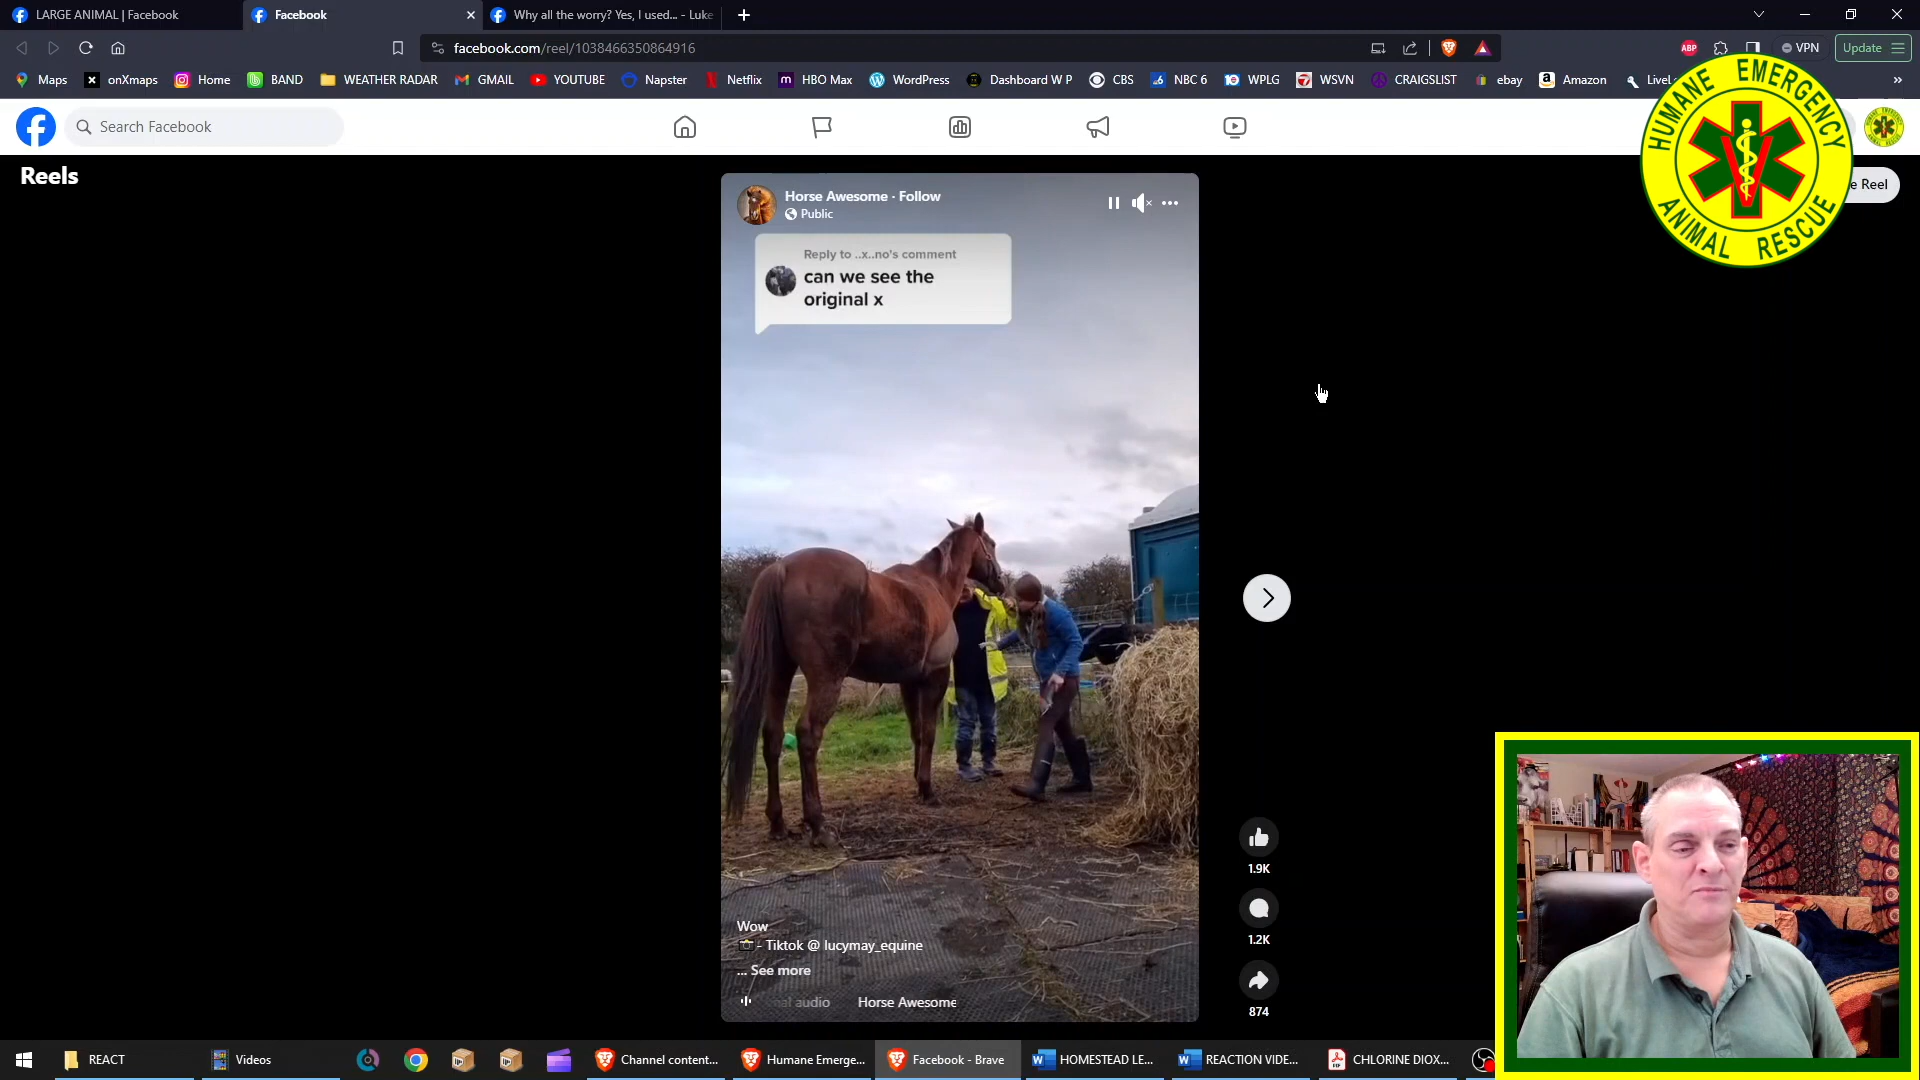 LARGE ANIMAL | Facebook
Facebook
Why all the worry? Yes, I used... - Luke
facebook.com/reel/1038466350864916
ABP
VPN
Update
Maps
onXmaps
Home
BAND
WEATHER RADAR
GMAIL
YOUTUBE
Napster
Netflix
HBO Max
WordPress
Dashboard W P
CBS
NBC 6
WPLG
WSVN
CRAIGSLIST
ebay
Amazon
Search Facebook
HUMANE EMERGENCY
ANIMAL RESCUE
Reels
e Reel
Horse Awesome · Follow
Public
Reply to ..x..no's comment
can we see the
original x
1.9K
1.2K
874
Wow
- Tiktok @ lucymay_equine
... See more
nal audio Horse Awesome
REACT
Videos
Channel content...
Humane Emerge...
Facebook - Brave
HOMESTEAD LE...
REACTION VIDE...
CHLORINE DIOX...